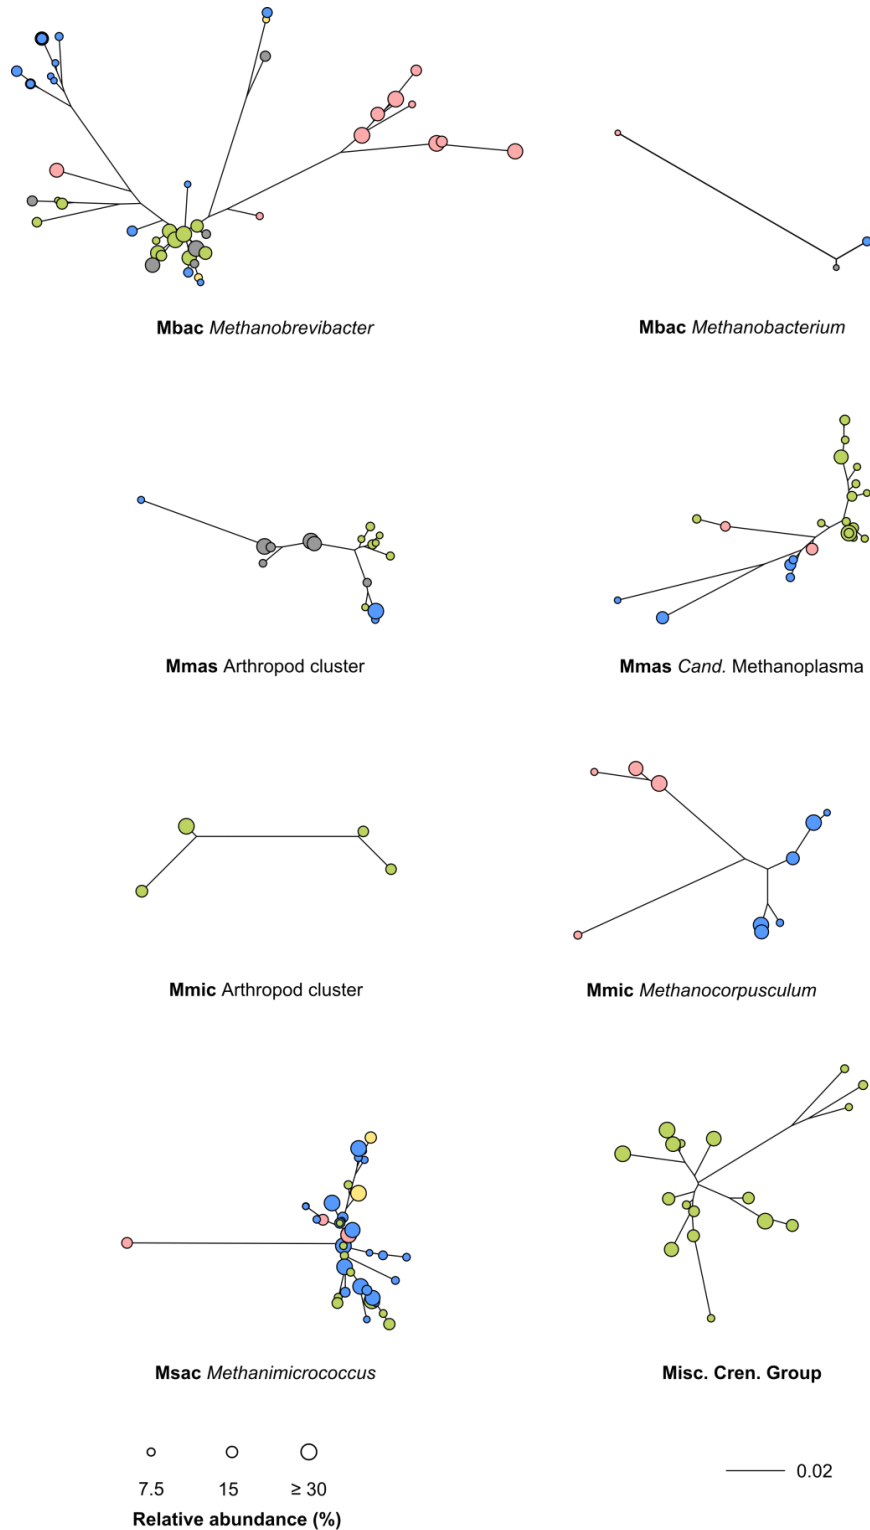 Mbac Methanobrevibacter
Mbac Methanobacterium
Mmas Arthropod cluster
Mmas Cand. Methanoplasma
Mmic Arthropod cluster
Mmic Methanocorpusculum
Msac Methanimicrococcus
Misc. Cren. Group
7.5 15 ≥ 30
Relative abundance (%)
0.02